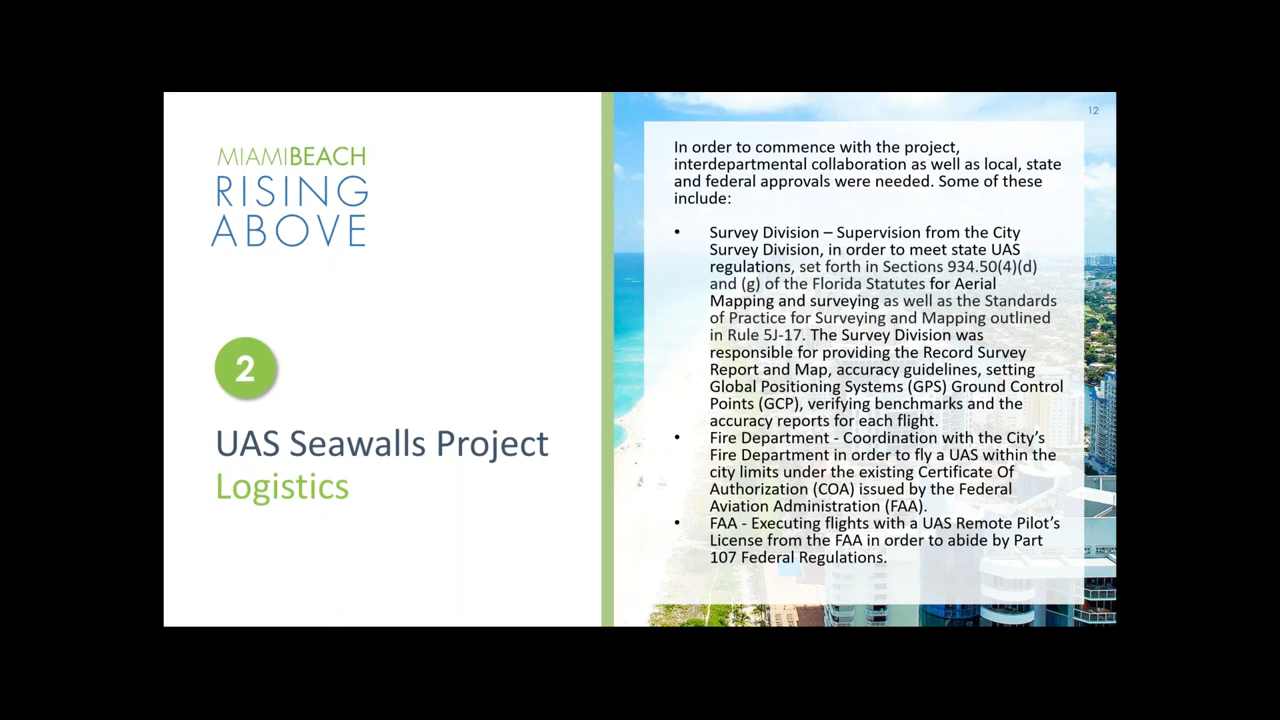 MIAMIBEACH
RISING
ABOVE
2
UAS Seawalls Project
Logistics
12
In order to commence with the project,
interdepartmental collaboration as well as local, state
and federal approvals were needed. Some of these
include:
• Survey Division – Supervision from the City
Survey Division, in order to meet state UAS
regulations, set forth in Sections 934.50(4)(d)
and (g) of the Florida Statutes for Aerial
Mapping and surveying as well as the Standards
of Practice for Surveying and Mapping outlined
in Rule 5J-17. The Survey Division was
responsible for providing the Record Survey
Report and Map, accuracy guidelines, setting
Global Positioning Systems (GPS) Ground Control
Points (GCP), verifying benchmarks and the
accuracy reports for each flight.
• Fire Department - Coordination with the City’s
Fire Department in order to fly a UAS within the
city limits under the existing Certificate Of
Authorization (COA) issued by the Federal
Aviation Administration (FAA).
• FAA - Executing flights with a UAS Remote Pilot’s
License from the FAA in order to abide by Part
107 Federal Regulations.